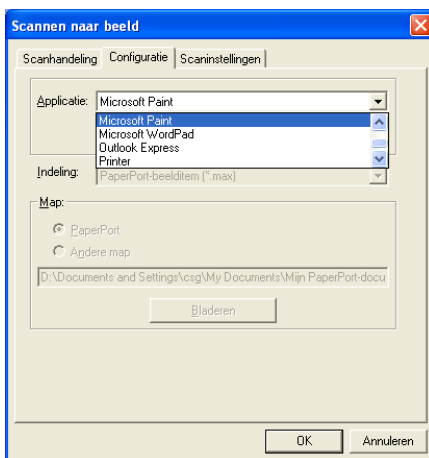 Scannen naar beeld
Scanhandeling Configuratie Scaninstellingen
Applicatie: Microsoft Paint
Microsoft Paint
Microsoft WordPad
Outlook Express
Printer
Indeling: PaperPort-beelditem (*.max)
Map:
PaperPort
Andere map
D:\Documents and Settings\csg\My Documents\Mijn PaperPort-docu
Bladeren
OK Annuleren